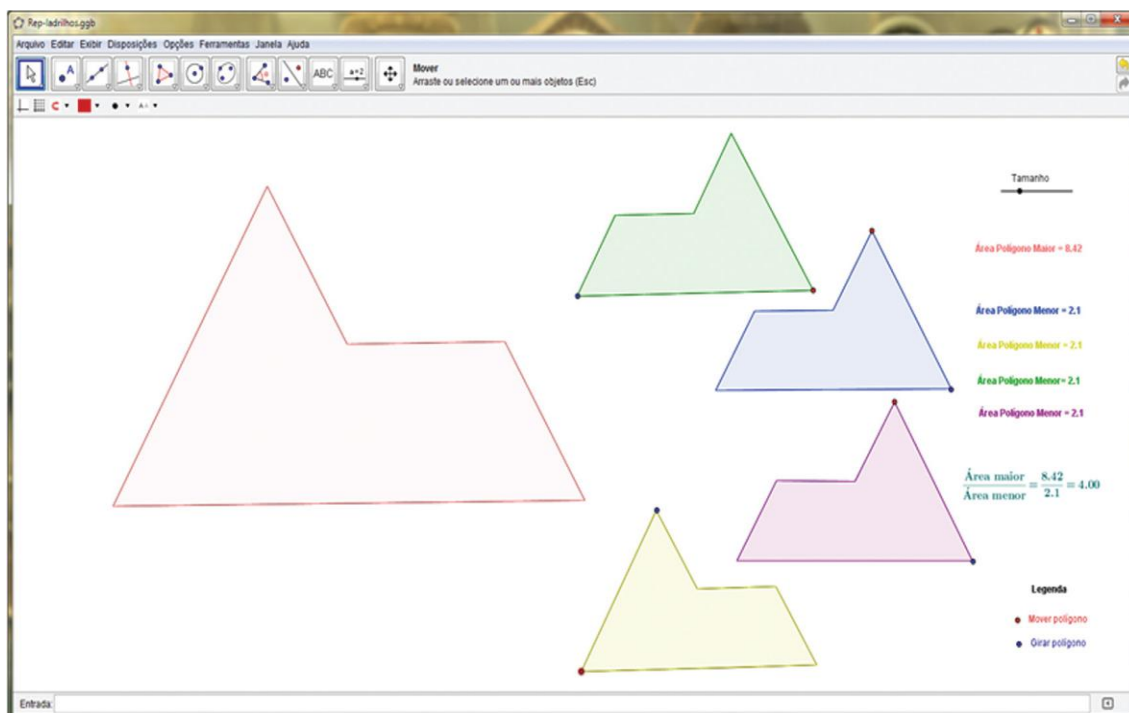 Rep-ladrilhos.ggb
Arquivo Editar Exibir Disposições Opções Ferramentas Janela Ajuda
ABC
a=2
Mover
Arraste ou selecione um ou mais objetos (Esc)
Tamanho
Área Polígono Maior = 8.42
Área Polígono Menor = 2.1
Área Polígono Menor = 2.1
Área Polígono Menor= 2.1
Área Polígono Menor = 2.1
Área maior / Área menor = 8.42 / 2.1 = 4.00
Legenda
Mover polígono
Girar polígono
Entrada: